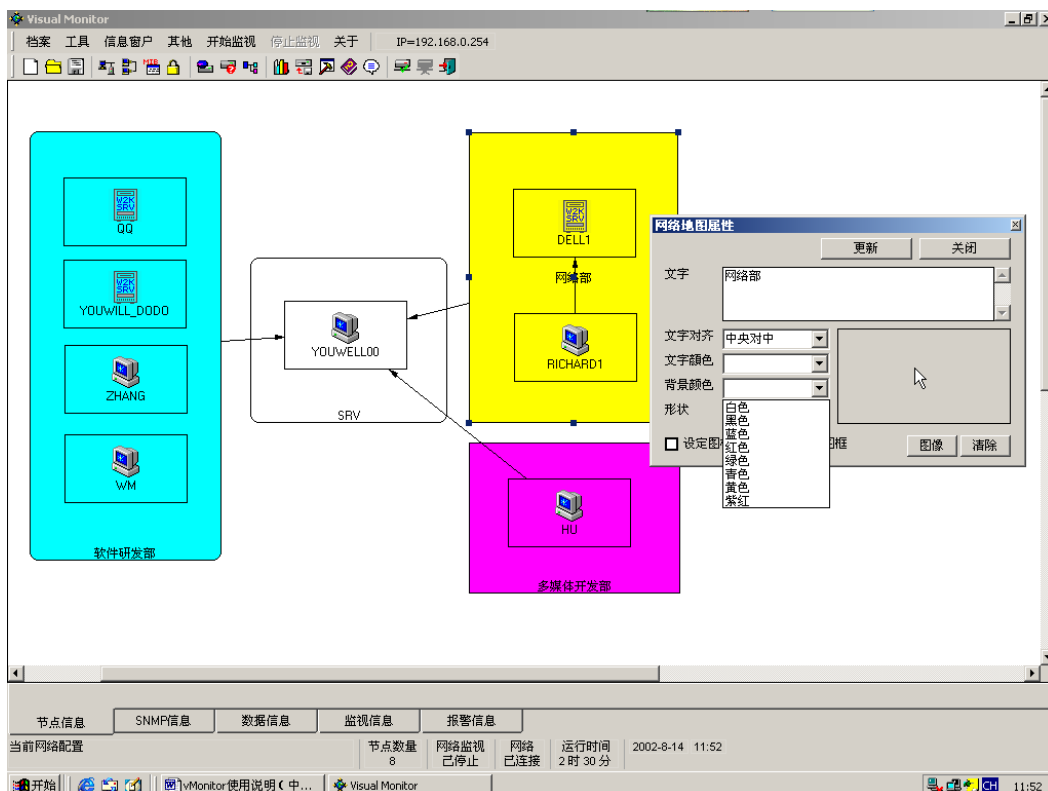 Visual Monitor
档案 工具 信息窗户 其他 开始监视 停止监视 关于 IP=192.168.0.254
W2K SRV
QQ
W2K SRV
YOUWILL_DODO
ZHANG
WM
软件研发部
YOUWELL00
SRV
W2K SRV
DELL1
网络部
RICHARD1
HU
多媒体开发部
网络地图属性
更新 关闭
文字 网络部
文字对齐 中央对中
文字颜色
背景颜色
形状
白色
黑色
蓝色
红色
绿色
青色
黄色
紫红
设定图 图框
图像 清除
节点信息 SNMP信息 数据信息 监视信息 报警信息
当前网络配置 节点数量 网络监视 网络 运行时间 2002-8-14 11:52
8 已停止 已连接 2 时 30 分
开始 vMonitor使用说明(中... Visual Monitor CH 11:52